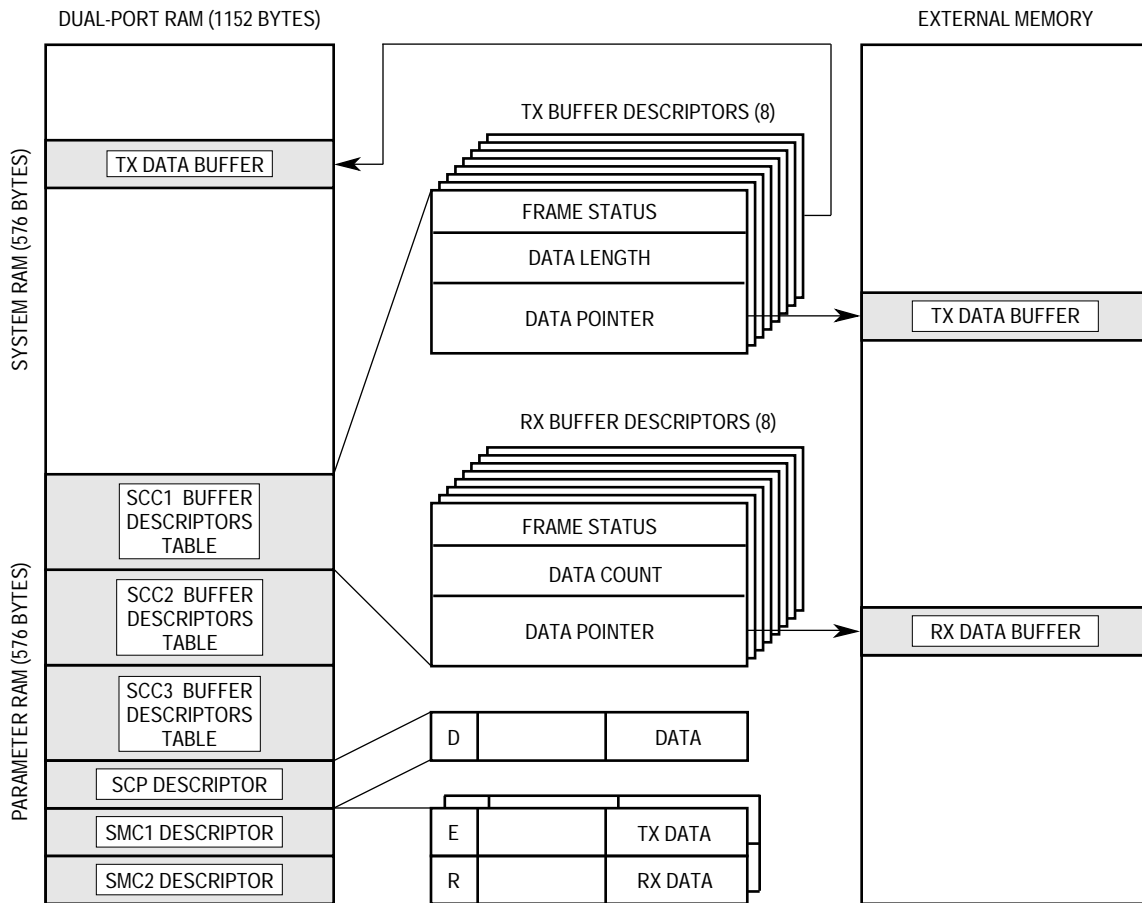 DUAL-PORT RAM (1152 BYTES)
EXTERNAL MEMORY
SYSTEM RAM (576 BYTES)
PARAMETER RAM (576 BYTES)
TX DATA BUFFER
SCC1 BUFFER
DESCRIPTORS
TABLE
SCC2 BUFFER
DESCRIPTORS
TABLE
SCC3 BUFFER
DESCRIPTORS
TABLE
SCP DESCRIPTOR
SMC1 DESCRIPTOR
SMC2 DESCRIPTOR
TX BUFFER DESCRIPTORS (8)
FRAME STATUS
DATA LENGTH
DATA POINTER
RX BUFFER DESCRIPTORS (8)
FRAME STATUS
DATA COUNT
DATA POINTER
D DATA
E TX DATA
R RX DATA
TX DATA BUFFER
RX DATA BUFFER